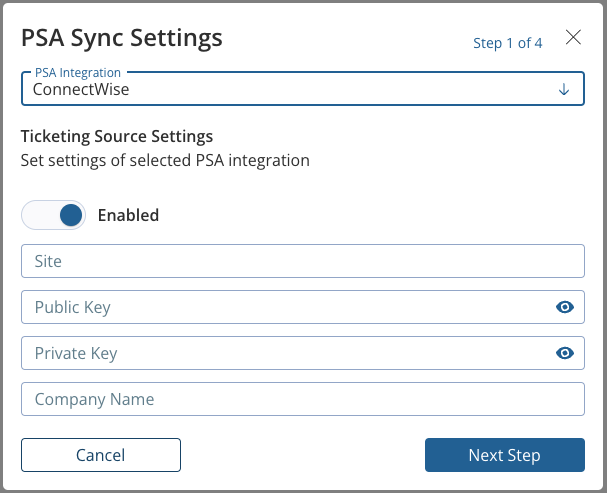 PSA Sync Settings
Step 1 of 4
PSA Integration
ConnectWise
Ticketing Source Settings
Set settings of selected PSA integration
Enabled
Site
Public Key
Private Key
Company Name
Cancel
Next Step